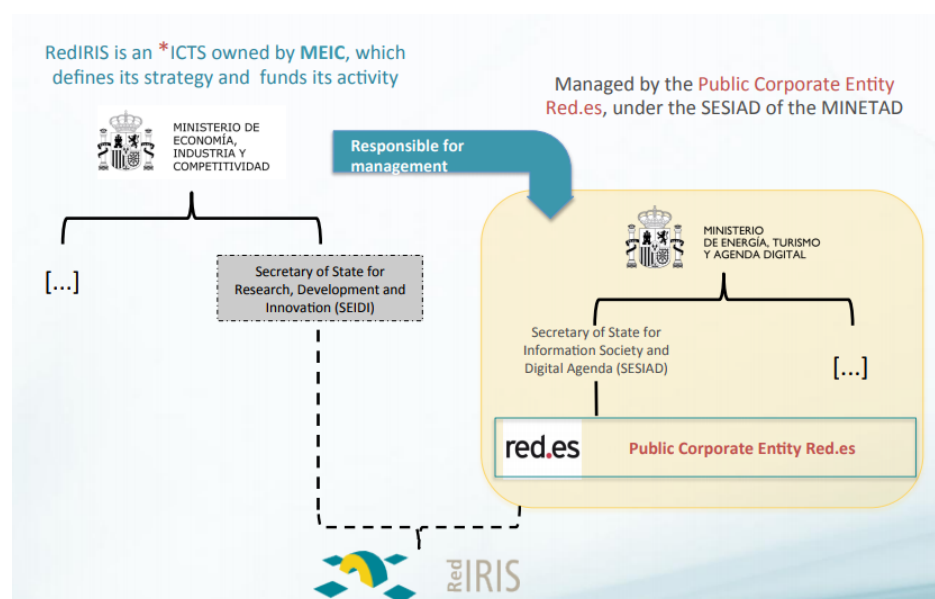 RedIRIS is an *ICTS owned by MEIC, which
defines its strategy and funds its activity
Managed by the Public Corporate Entity
Red.es, under the SESIAD of the MINETAD
MINISTERIO DE
ECONOMÍA,
INDUSTRIA Y
COMPETITIVIDAD
Responsible for
management
MINISTERIO
DE ENERGÍA, TURISMO
Y AGENDA DIGITAL
[...]
Secretary of State for
Research, Development and
Innovation (SEIDI)
Secretary of State for
Information Society and
Digital Agenda (SESIAD)
[...]
red.es
Public Corporate Entity Red.es
Red IRIS